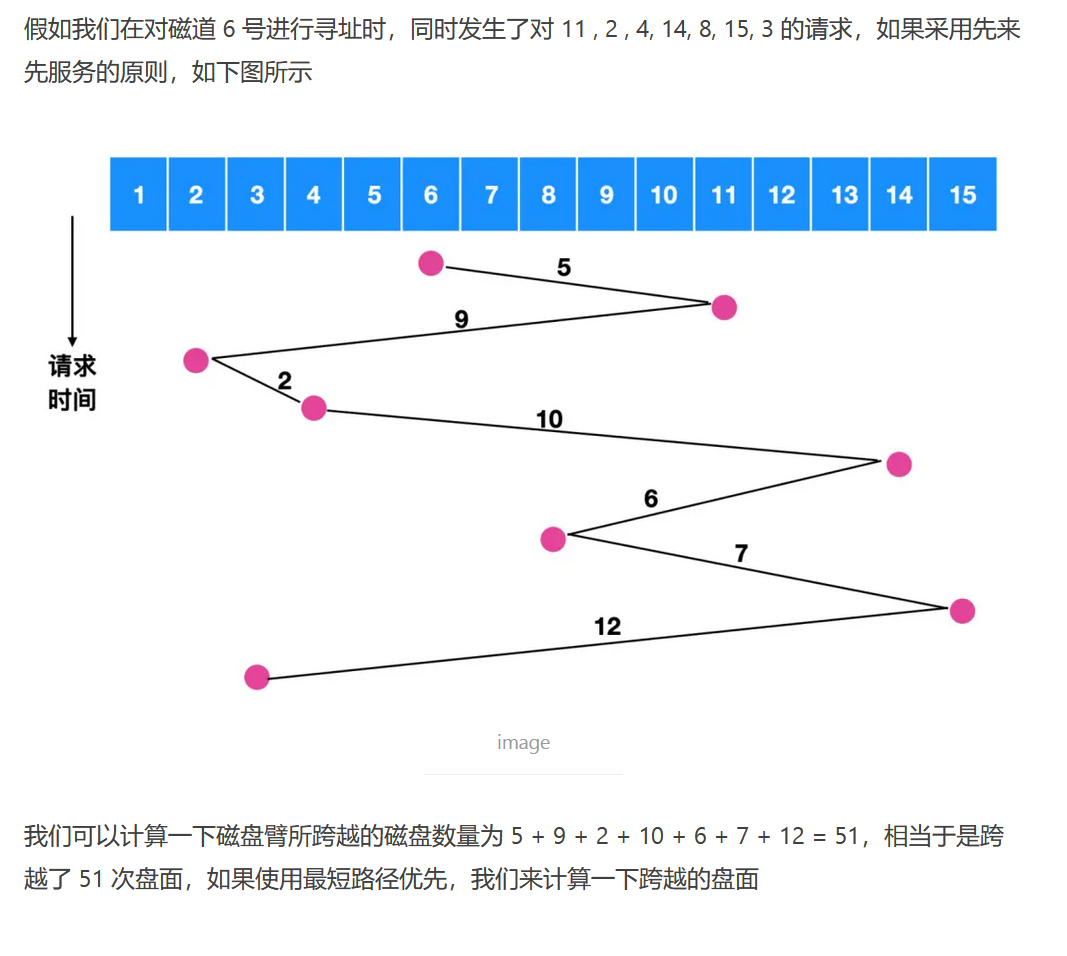 假如我们在对磁道 6 号进行寻址时，同时发生了对 11 , 2 , 4, 14, 8, 15, 3 的请求，如果采用先来
先服务的原则，如下图所示
1 2 3 4 5 6 7 8 9 10 11 12 13 14 15
5
9
请求
时间
2
10
6
7
12
image
我们可以计算一下磁盘臂所跨越的磁盘数量为 5 + 9 + 2 + 10 + 6 + 7 + 12 = 51，相当于是跨
越了 51 次盘面，如果使用最短路径优先，我们来计算一下跨越的盘面